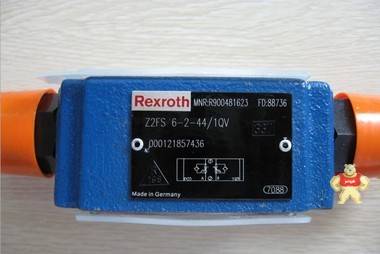 Rexroth MNR:R900481623 FD:88736
Z2FS 6-2-44/1QV
000121857436
Made in Germany
7088